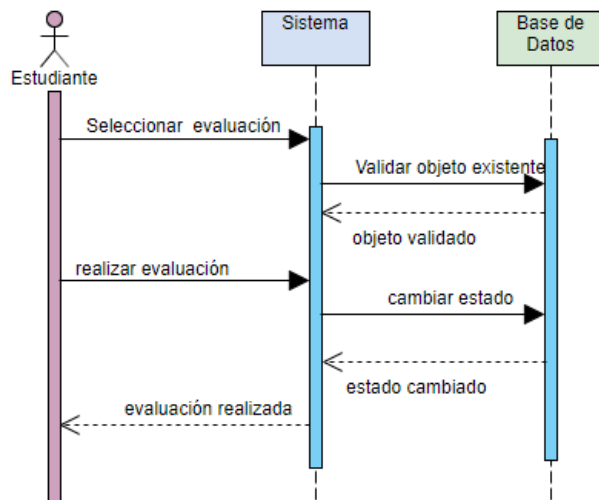 Sistema
Base de
Datos
Estudiante
Seleccionar evaluación
Validar objeto existente
objeto validado
realizar evaluación
cambiar estado
estado cambiado
evaluación realizada